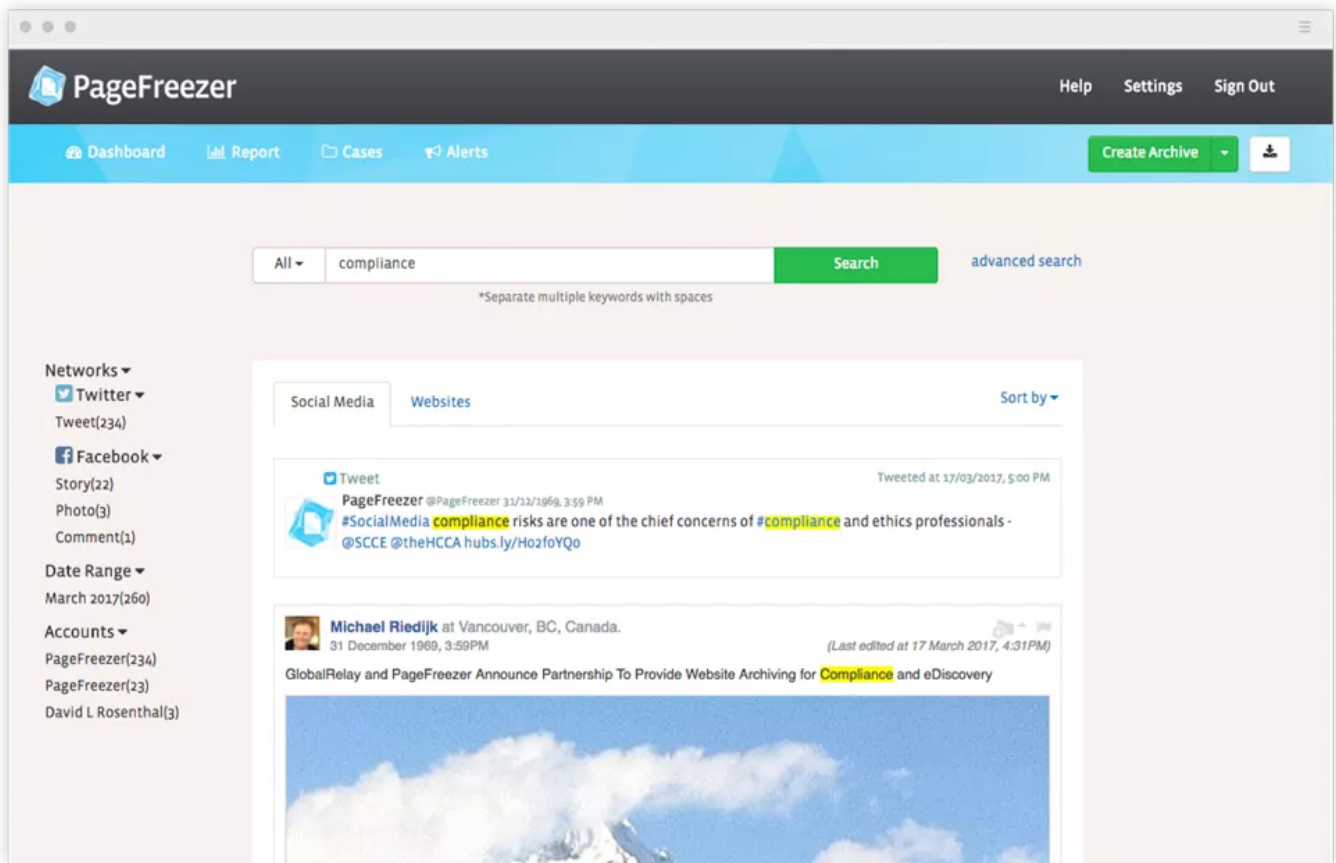 PageFreezer
Help Settings Sign Out
Dashboard Report Cases Alerts
Create Archive
All compliance Search advanced search
*Separate multiple keywords with spaces
Networks
Twitter
Tweet(234)
Facebook
Story(22)
Photo(3)
Comment(1)
Date Range
March 2017(260)
Accounts
PageFreezer(234)
PageFreezer(23)
David L Rosenthal(3)
Social Media Websites Sort by
Tweet Tweeted at 17/03/2017, 5:00 PM
PageFreezer @PageFreezer 31/12/1969, 3:59 PM
#SocialMedia compliance risks are one of the chief concerns of #compliance and ethics professionals -
@SCCE @theHCCA hubs.ly/H02foYQ0
Michael Riedijk at Vancouver, BC, Canada.
31 December 1969, 3:59PM (Last edited at 17 March 2017, 4:31PM)
GlobalRelay and PageFreezer Announce Partnership To Provide Website Archiving for Compliance and eDiscovery